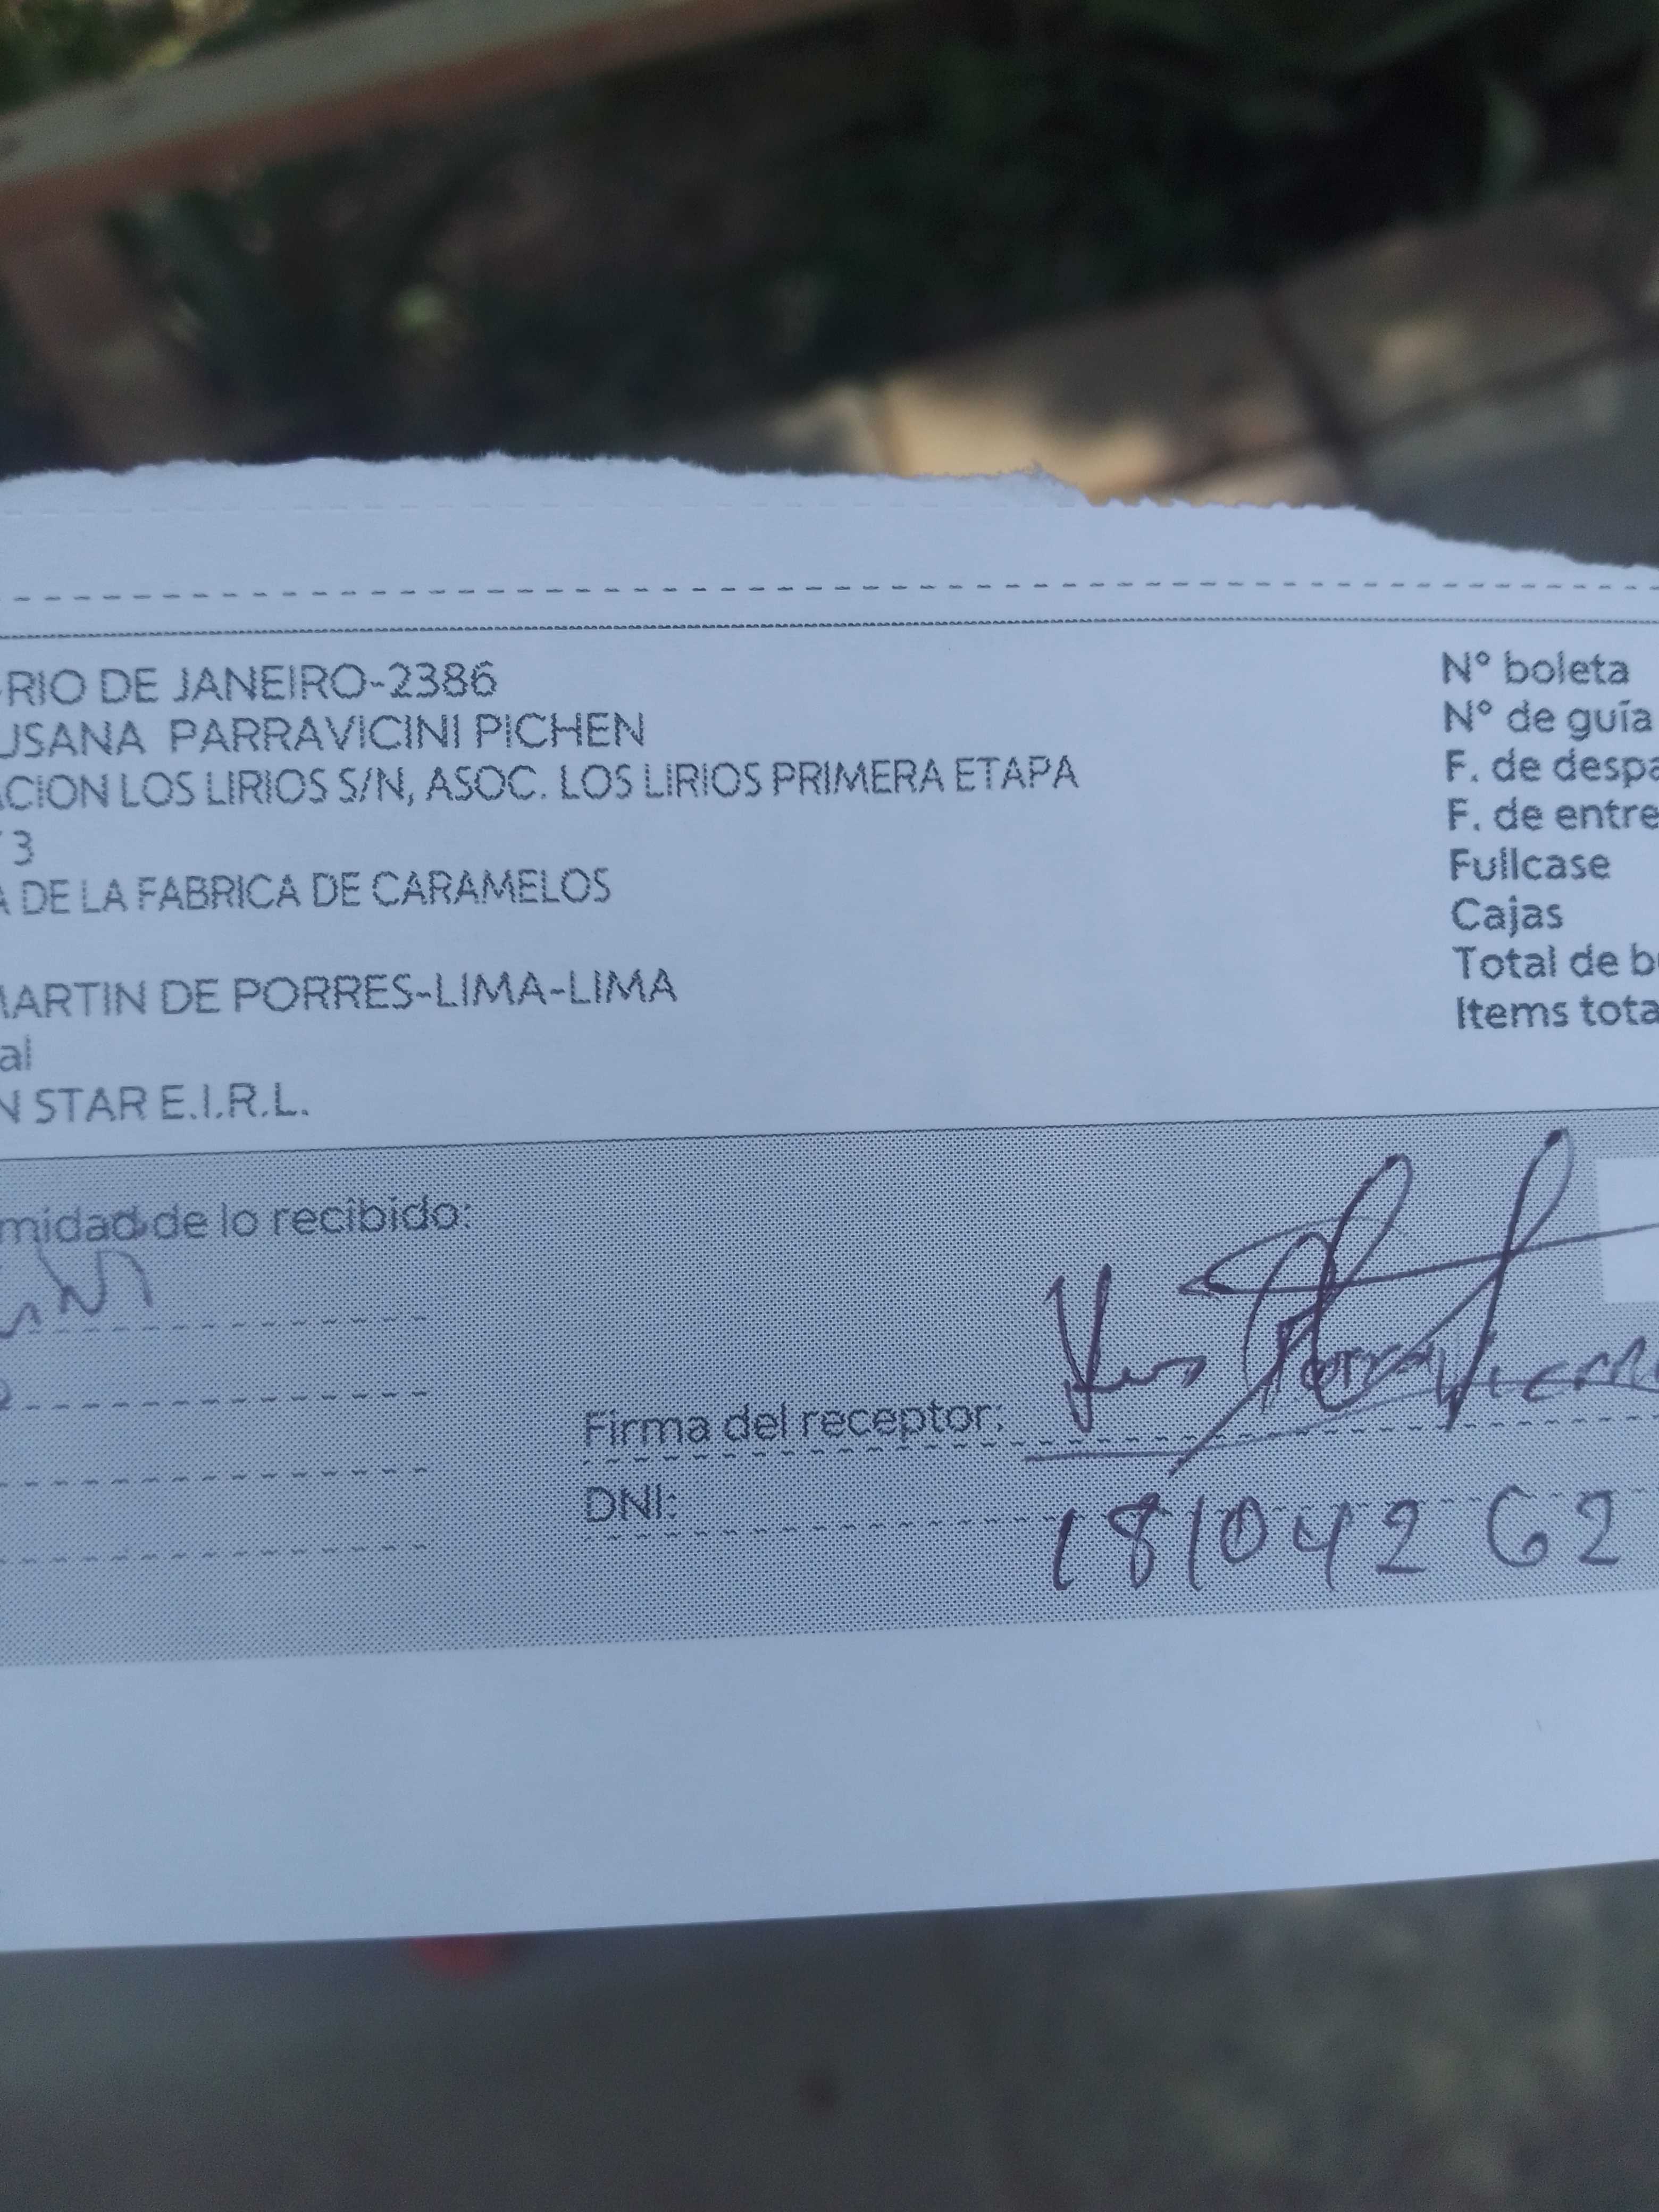 RIO DE JANEIRO-2386
USANA PARRAVICINI PICHEN
ACION LOS LIRIOS S/N, ASOC. LOS LIRIOS PRIMERA ETAPA
3
A DE LA FABRICA DE CARAMELOS
MARTIN DE PORRES-LIMA-LIMA
al
N STAR E.I.R.L.
N° boleta
N° de guía
F. de despa
F. de entre
Fullcase
Cajas
Total de b
Items tota
midad de lo recibido:
Firma del receptor:
DNI: 18104262